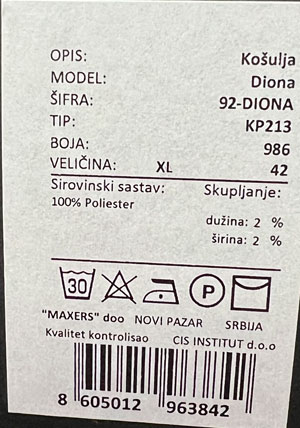 OPIS: Košulja
MODEL: Diona
ŠIFRA: 92-DIONA
TIP: KP213
BOJA: 986
VELIČINA: XL 42
Sirovinski sastav: Skupljanje:
100% Poliester
dužina: 2 %
širina: 2 %
30 P
"MAXERS" doo NOVI PAZAR SRBIJA
Kvalitet kontrolisao CIS INSTITUT d.o.o
8 605012 963842